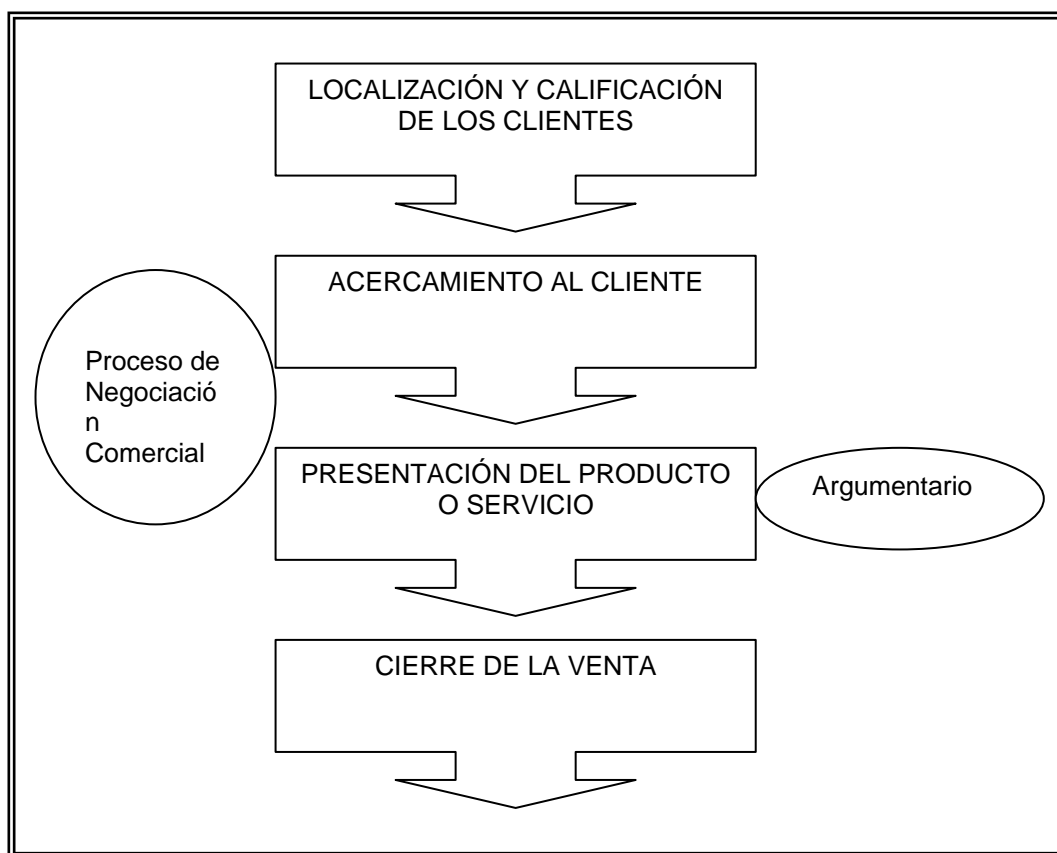 LOCALIZACIÓN Y CALIFICACIÓN
DE LOS CLIENTES
ACERCAMIENTO AL CLIENTE
Proceso de
Negociació
n
Comercial
PRESENTACIÓN DEL PRODUCTO
O SERVICIO
Argumentario
CIERRE DE LA VENTA